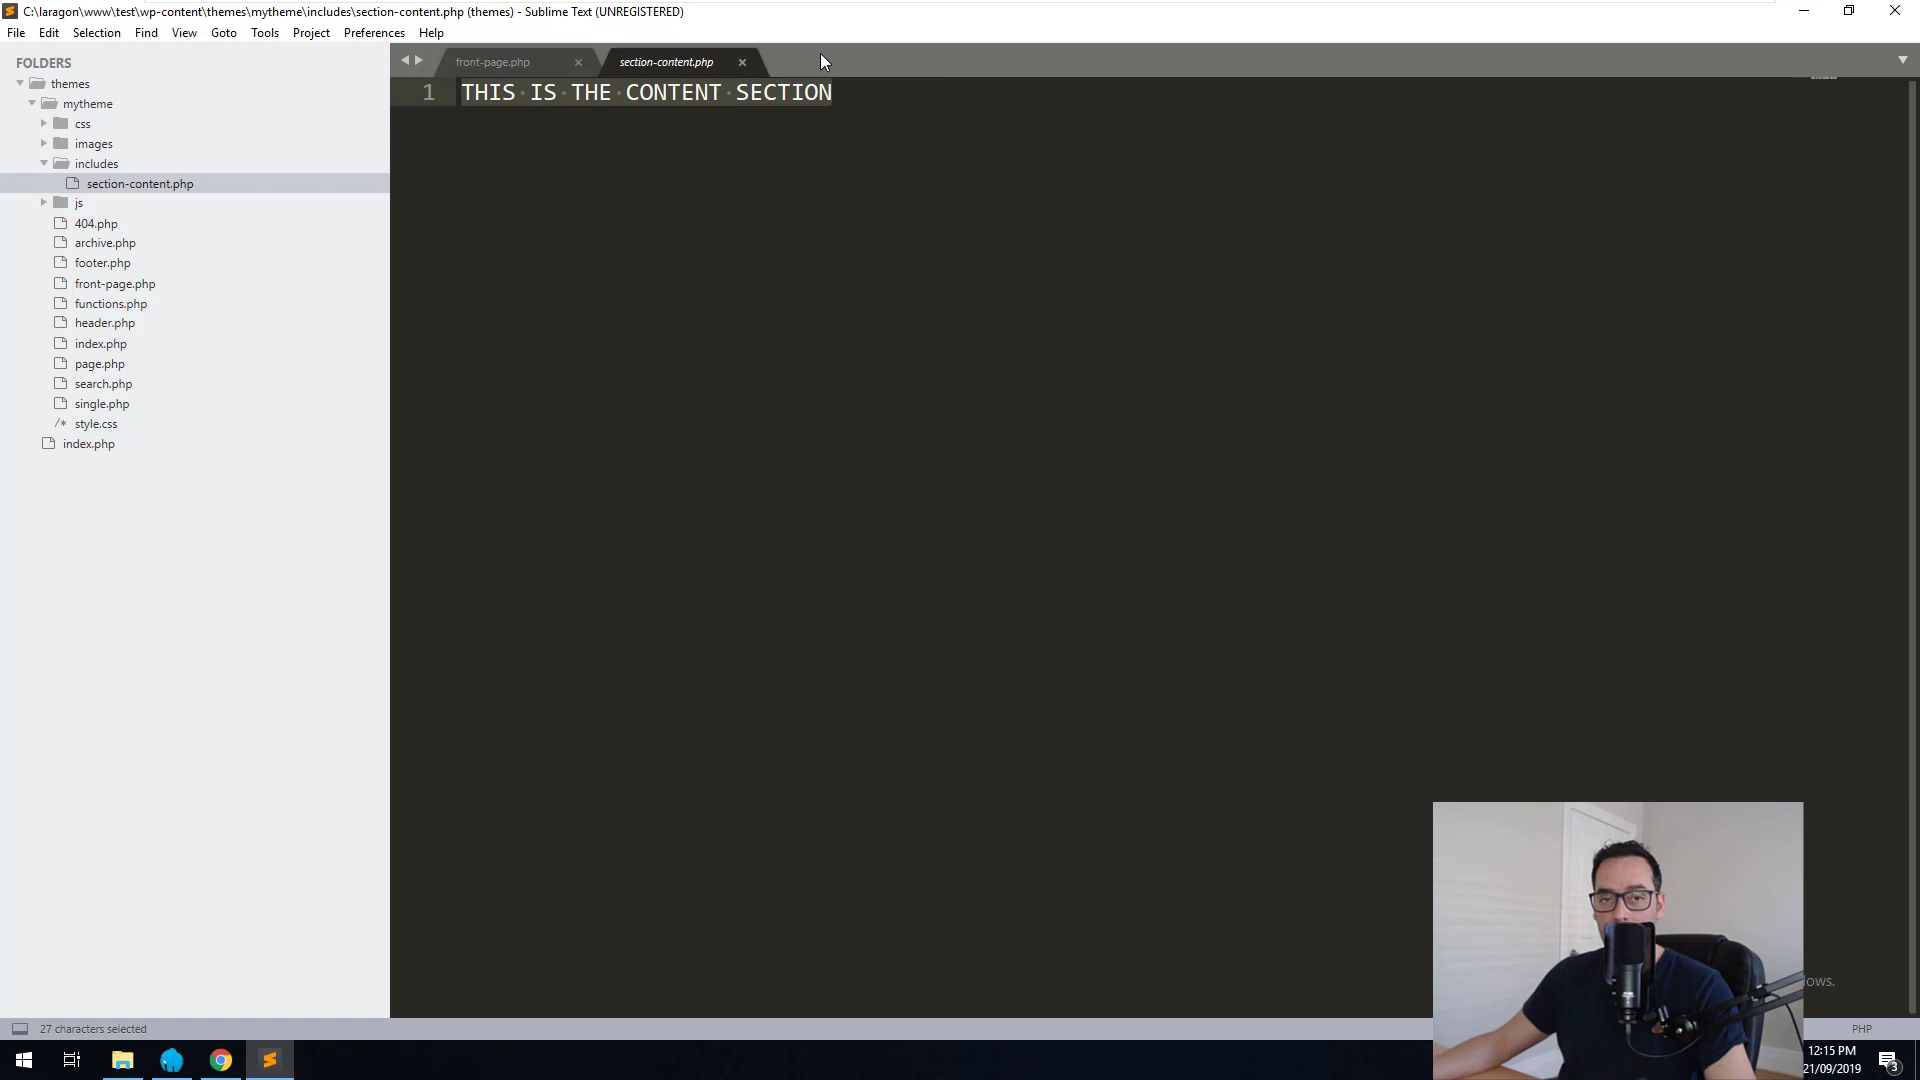 C:\laragon\www\test\wp-content\themes\mytheme\includes\section-content.php (themes) - Sublime Text (UNREGISTERED)
File Edit Selection Find View Goto Tools Project Preferences Help
FOLDERS
themes
mytheme
css
images
includes
section-content.php
js
404.php
archive.php
footer.php
front-page.php
functions.php
header.php
index.php
page.php
search.php
single.php
/* style.css
index.php
front-page.php section-content.php
1 THIS IS THE CONTENT SECTION
ows.
27 characters selected PHP
12:15 PM
21/09/2019
3